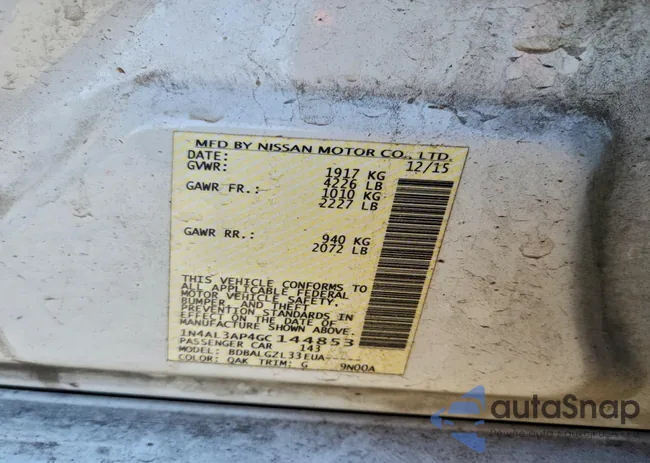 MFD BY NISSAN MOTOR CO., LTD.
DATE: 12/15
GVWR: 1917 KG
4226 LB
GAWR FR.: 1010 KG
2227 LB
GAWR RR.: 940 KG
2072 LB
THIS VEHICLE CONFORMS TO
ALL APPLICABLE FEDERAL
MOTOR VEHICLE SAFETY,
BUMPER, AND THEFT
PREVENTION STANDARDS IN
EFFECT ON THE DATE OF
MANUFACTURE SHOWN ABOVE.
1N4AL3AP4GC144853
PASSENGER CAR 143
MODEL: BDBALGZL33EUA-----
COLOR: QAK TRIM: G 9N00A
autaSnap